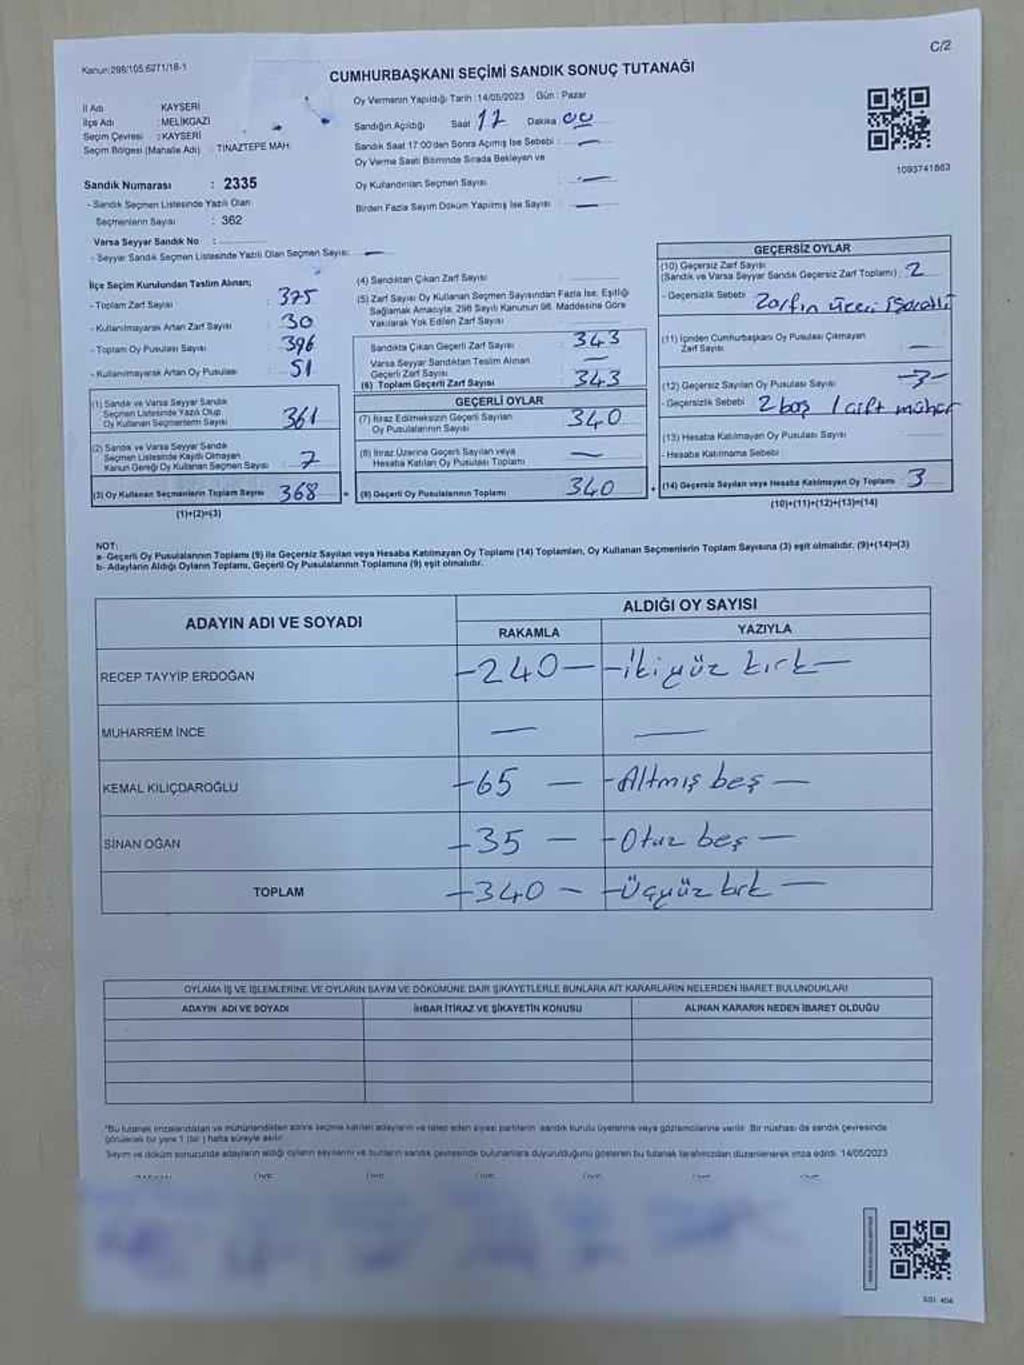 C/2
Kanun:298/105,6271/18-1
CUMHURBAŞKANI SEÇİMİ SANDIK SONUÇ TUTANAĞI
İl Adı : KAYSERİ
İlçe Adı : MELİKGAZİ
Seçim Çevresi : KAYSERİ
Seçim Bölgesi (Mahalle Adı) : TINAZTEPE MAH.
Sandık Numarası : 2335
- Sandık Seçmen Listesinde Yazılı Olan
Seçmenlerin Sayısı : 362
Varsa Seyyar Sandık No :
- Seyyar Sandık Seçmen Listesinde Yazılı Olan Seçmen Sayısı: —
Oy Vermenin Yapıldığı Tarih :14/05/2023 Gün : Pazar
Sandığın Açıldığı Saat 17 Dakika 00
Sandık Saat 17:00'den Sonra Açılmış İse Sebebi : —
Oy Verme Saati Bitiminde Sırada Bekleyen ve
Oy Kullandırılan Seçmen Sayısı : —
Birden Fazla Sayım Döküm Yapılmış İse Sayısı : —
1093741863
İlçe Seçim Kurulundan Teslim Alınan;
- Toplam Zarf Sayısı : 375
- Kullanılmayarak Artan Zarf Sayısı : 30
- Toplam Oy Pusulası Sayısı : 396
- Kullanılmayarak Artan Oy Pusulası : 51
(1) Sandık ve Varsa Seyyar Sandık
Seçmen Listesinde Yazılı Olup
Oy Kullanan Seçmenlerin Sayısı 361
(2) Sandık ve Varsa Seyyar Sandık
Seçmen Listesinde Kayıtlı Olmayan
Kanun Gereği Oy Kullanan Seçmen Sayısı 7
(3) Oy Kullanan Seçmenlerin Toplam Sayısı 368
(1)+(2)=(3)
(4) Sandıktan Çıkan Zarf Sayısı :
(5) Zarf Sayısı Oy Kullanan Seçmen Sayısından Fazla İse, Eşitliği
Sağlamak Amacıyla, 298 Sayılı Kanunun 98. Maddesine Göre
Yakılarak Yok Edilen Zarf Sayısı :
Sandıkta Çıkan Geçerli Zarf Sayısı 343
Varsa Seyyar Sandıktan Teslim Alınan
Geçerli Zarf Sayısı —
(6) Toplam Geçerli Zarf Sayısı 343
GEÇERLİ OYLAR
(7) İtiraz Edilmeksizin Geçerli Sayılan
Oy Pusulalarının Sayısı 340
(8) İtiraz Üzerine Geçerli Sayılan veya
Hesaba Katılan Oy Pusulası Toplamı —
(9) Geçerli Oy Pusulalarının Toplamı 340
GEÇERSİZ OYLAR
(10) Geçersiz Zarf Sayısı
(Sandık ve Varsa Seyyar Sandık Geçersiz Zarf Toplamı) : 2
- Geçersizlik Sebebi Zarfın üzeri işaretli
(11) İçinden Cumhurbaşkanı Oy Pusulası Çıkmayan
Zarf Sayısı —
(12) Geçersiz Sayılan Oy Pusulası Sayısı -3-
- Geçersizlik Sebebi 2 boş 1 çift mühür
(13) Hesaba Katılmayan Oy Pusulası Sayısı
- Hesaba Katılmama Sebebi
(14) Geçersiz Sayılan veya Hesaba Katılmayan Oy Toplamı 3
(10)+(11)+(12)+(13)=(14)
NOT:
a- Geçerli Oy Pusulalarının Toplamı (9) ile Geçersiz Sayılan veya Hesaba Katılmayan Oy Toplamı (14) Toplamları, Oy Kullanan Seçmenlerin Toplam Sayısına (3) eşit olmalıdır. (9)+(14)=(3)
b- Adayların Aldığı Oyların Toplamı, Geçerli Oy Pusulalarının Toplamına (9) eşit olmalıdır.
ADAYIN ADI VE SOYADI ALDIĞI OY SAYISI
RAKAMLA YAZIYLA
RECEP TAYYİP ERDOĞAN -240- -ikiyüz kırk-
MUHARREM İNCE — —
KEMAL KILIÇDAROĞLU -65- -Altmış beş-
SİNAN OĞAN -35- -Otuz beş-
TOPLAM -340- -Üçyüz kırk-
OYLAMA İŞ VE İŞLEMLERİNE VE OYLARIN SAYIM VE DÖKÜMÜNE DAİR ŞİKAYETLERLE BUNLARA AİT KARARLARIN NELERDEN İBARET BULUNDUKLARI
ADAYIN ADI VE SOYADI İHBAR İTİRAZ VE ŞİKAYETİN KONUSU ALINAN KARARIN NEDEN İBARET OLDUĞU
*Bu tutanak imzalandıktan ve mühürlendikten sonra seçime katılan adayların ve talep eden siyasi partilerin sandık kurulu üyelerine veya gözlemcilerine verilir. Bir nüshası da sandık çevresinde
görülecek bir yere 1 (bir) hafta süreyle asılır.
Sayım ve döküm sonucunda adayların aldığı oyların sayılarını ve bunların sandık çevresinde bulunanlara duyurulduğunu gösteren bu tutanak tarafımızdan düzenlenerek imza edildi. 14/05/2023